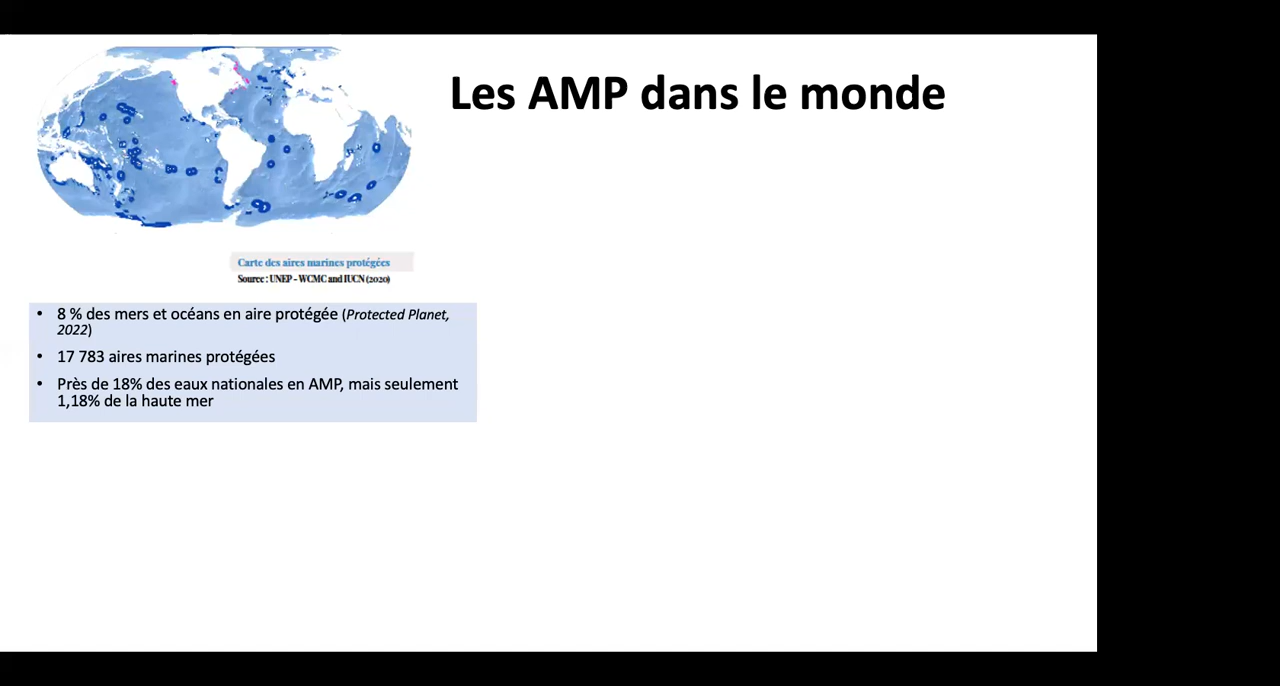 Les AMP dans le monde
Carte des aires marines protégées
Source : UNEP - WCMC and IUCN (2020)
• 8 % des mers et océans en aire protégée (Protected Planet,
2022)
• 17 783 aires marines protégées
• Près de 18% des eaux nationales en AMP, mais seulement
1,18% de la haute mer